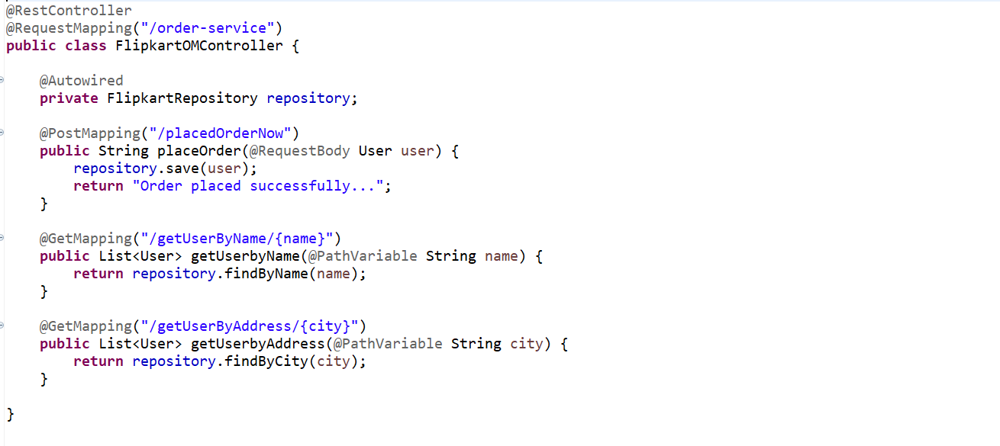 @RestController
@RequestMapping("/order-service")
public class FlipkartOMController {
@Autowired
private FlipkartRepository repository;
@PostMapping("/placedOrderNow")
public String placeOrder(@RequestBody User user) {
repository.save(user);
return "Order placed successfully...";
}
@GetMapping("/getUserByName/{name}")
public List<User> getUserbyName(@PathVariable String name) {
return repository.findByName(name);
}
@GetMapping("/getUserByAddress/{city}")
public List<User> getUserbyAddress(@PathVariable String city) {
return repository.findByCity(city);
}
}